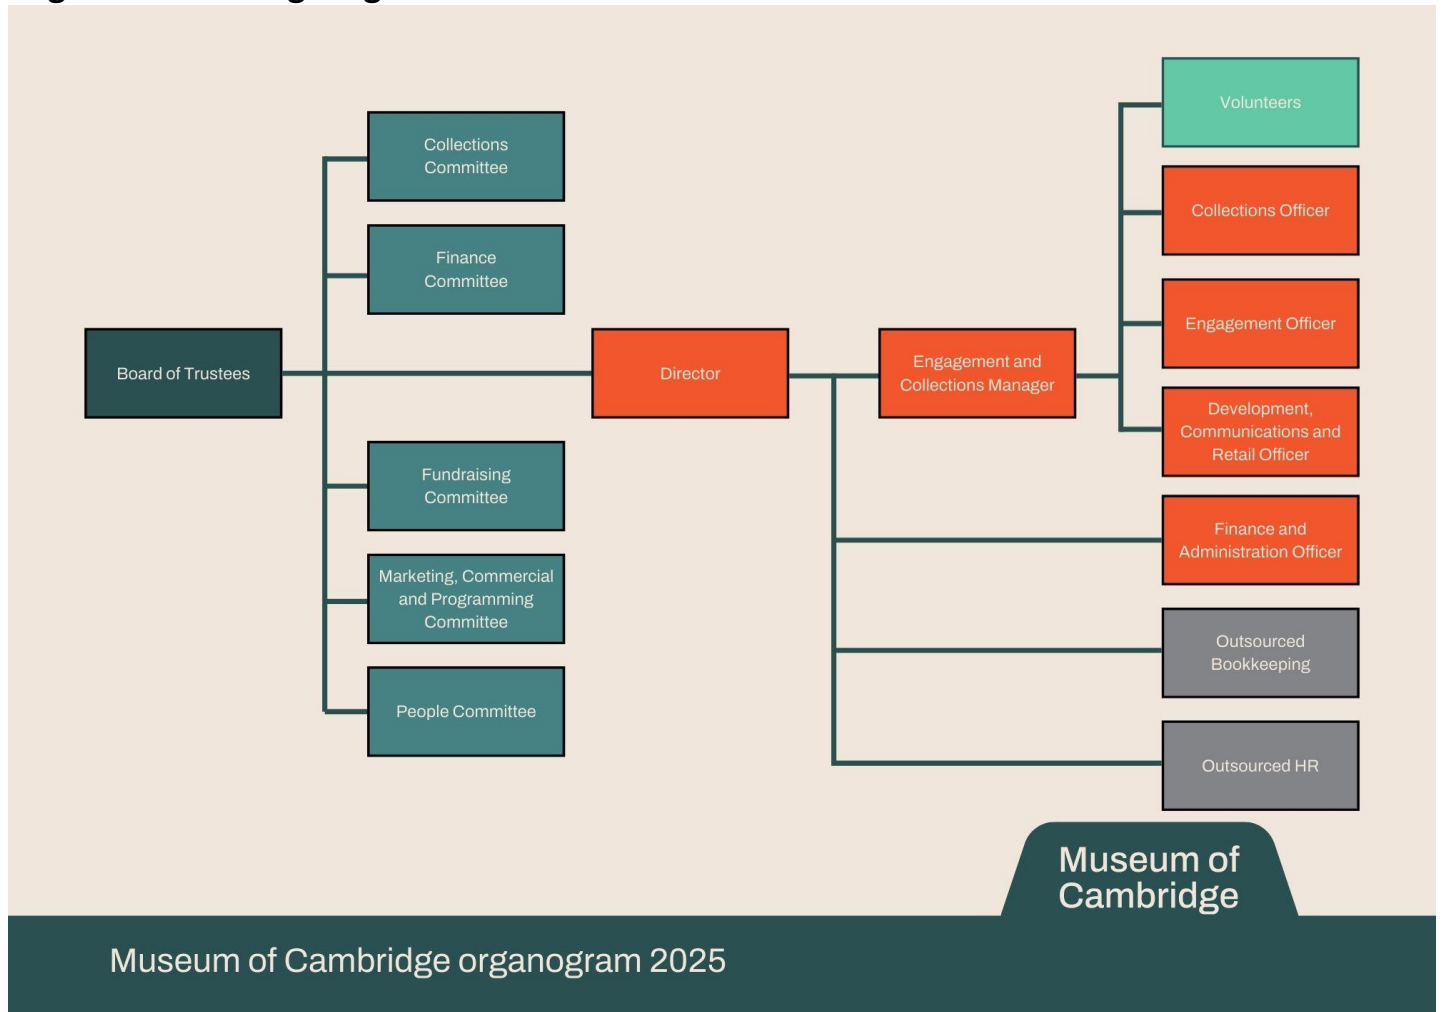 Volunteers
Collections
Committee
Collections Officer
Finance
Committee
Engagement Officer
Board of Trustees
Director
Engagement and
Collections Manager
Development,
Communications and
Retail Officer
Fundraising
Committee
Finance and
Administration Officer
Marketing, Commercial
and Programming
Committee
Outsourced
Bookkeeping
People Committee
Outsourced HR
Museum of
Cambridge
Museum of Cambridge organogram 2025